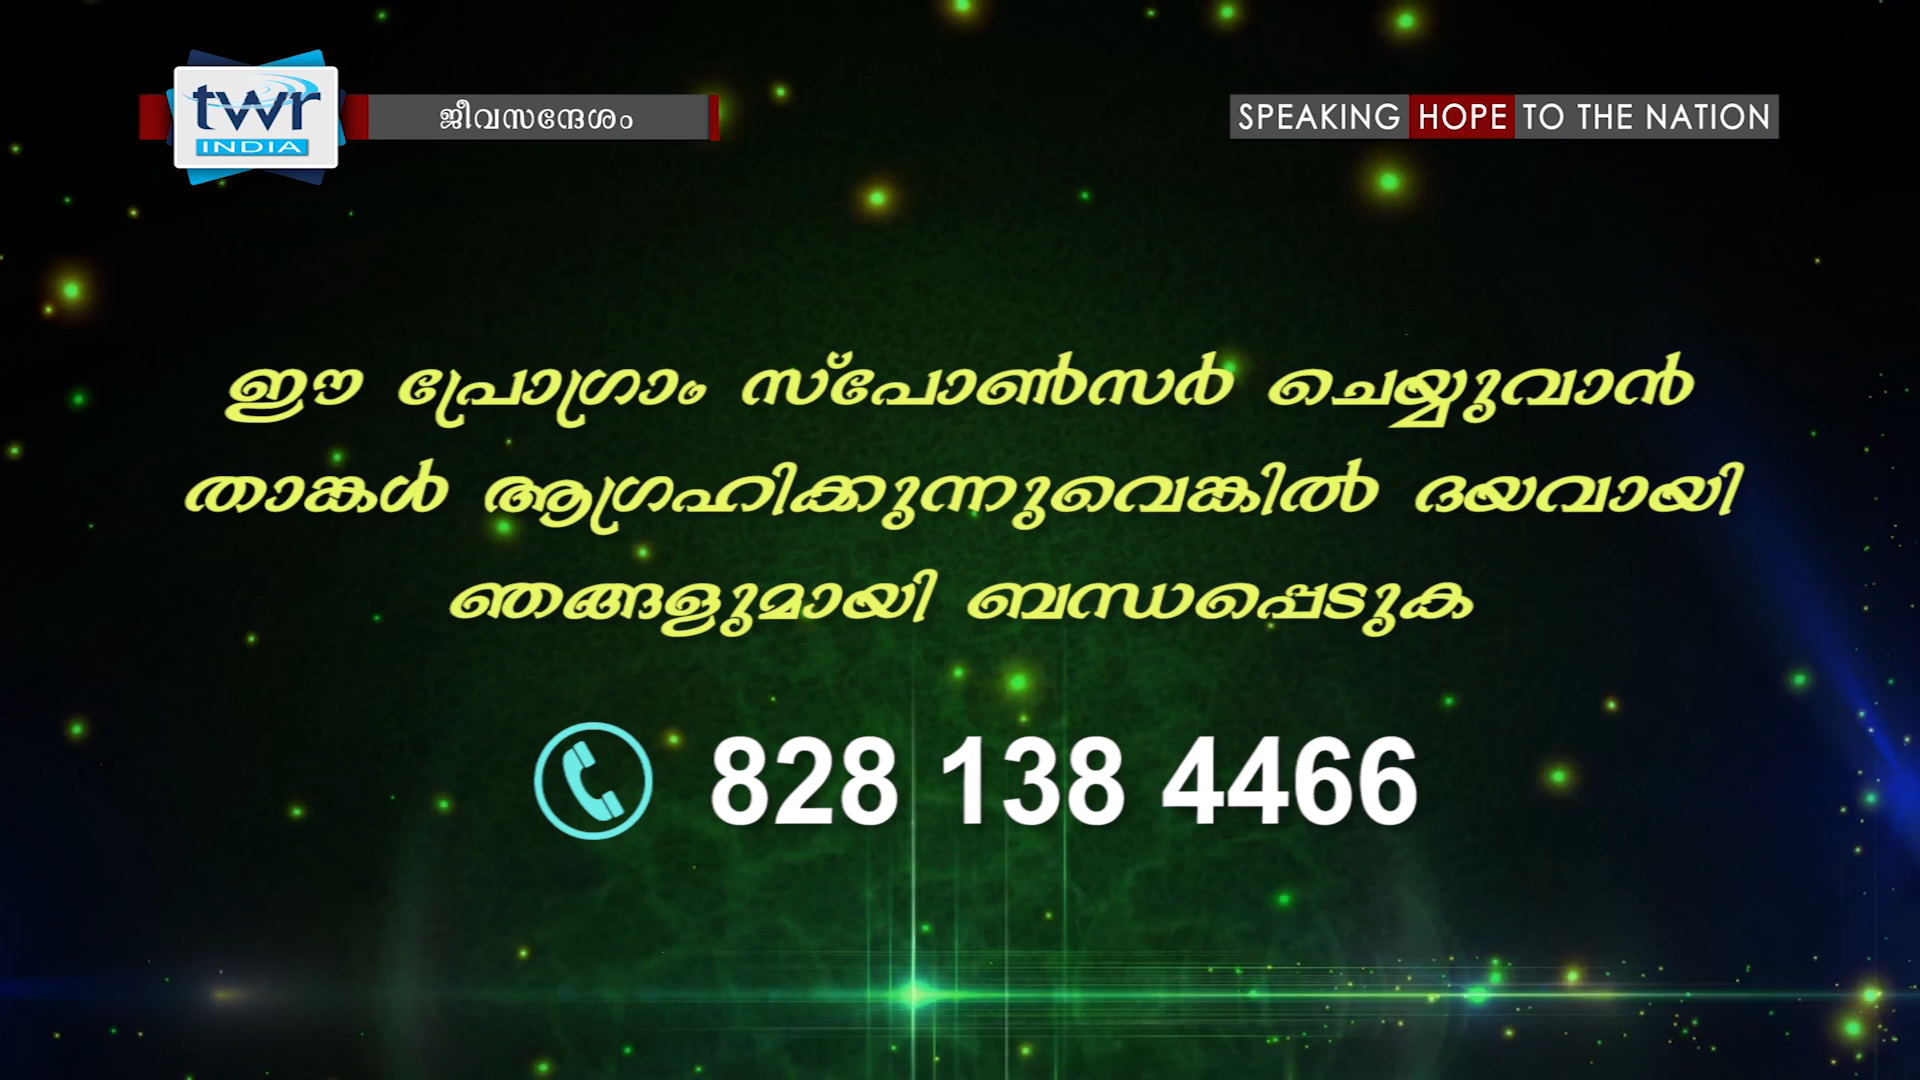 twr
INDIA
ജീവസന്ദേശം
SPEAKING HOPE TO THE NATION
ഈ പ്രോഗ്രാം സ്പോൺസർ ചെയ്യുവാൻ
താങ്കൾ ആഗ്രഹിക്കുന്നുവെങ്കിൽ ദയവായി
ഞങ്ങളുമായി ബന്ധപ്പെടുക
828 138 4466